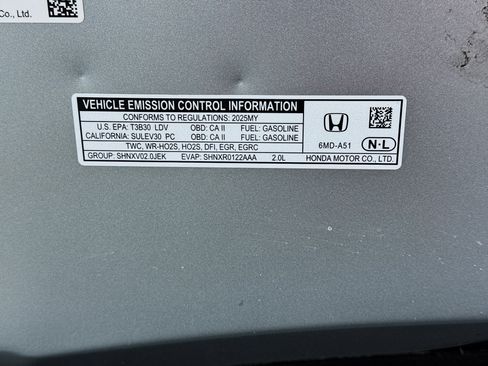 Co., Ltd.
VEHICLE EMISSION CONTROL INFORMATION
CONFORMS TO REGULATIONS: 2025MY
U.S. EPA: T3B30 LDV OBD: CA II FUEL: GASOLINE
CALIFORNIA: SULEV30 PC OBD: CA II FUEL: GASOLINE
TWC, WR-HO2S, HO2S, DFI, EGR, EGRC
GROUP: SHNXV02.0JEK EVAP: SHNXR0122AAA 2.0L
6MD-A51
N·L
HONDA MOTOR CO., LTD.